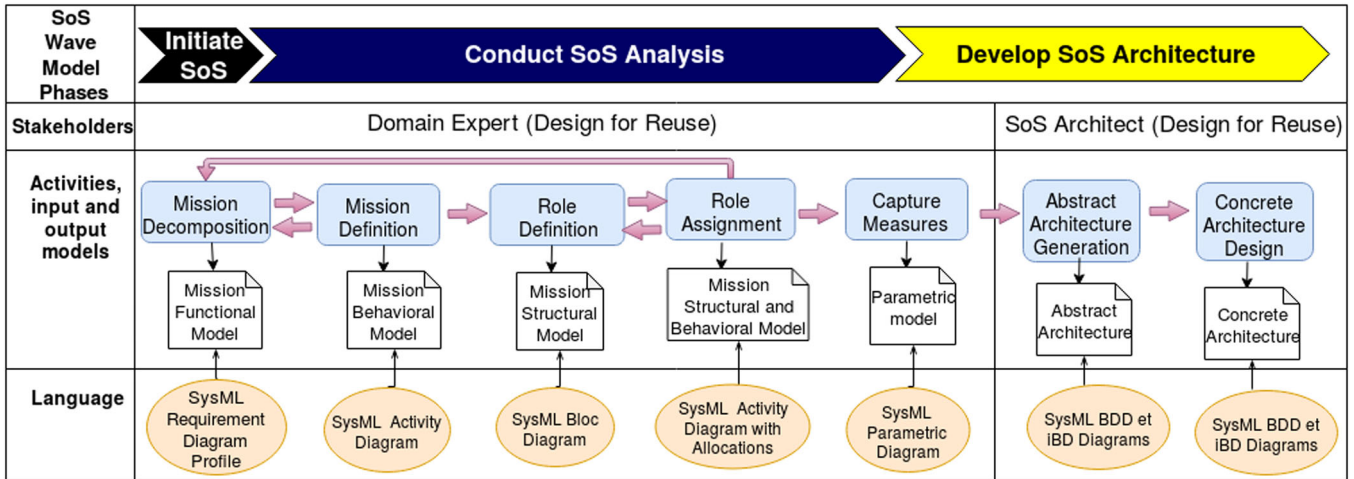 SoS
Wave
Model
Phases
Initiate
SoS
Conduct SoS Analysis
Develop SoS Architecture
Stakeholders
Domain Expert (Design for Reuse)
SoS Architect (Design for Reuse)
Activities,
input and
output
models
Mission
Decomposition
Mission
Definition
Role
Definition
Role
Assignment
Capture
Measures
Abstract
Architecture
Generation
Concrete
Architecture
Design
Mission
Functional
Model
Mission
Behavioral
Model
Mission
Structural
Model
Mission
Structural and
Behavioral Model
Parametric
model
Abstract
Architecture
Concrete
Architecture
Language
SysML
Requirement
Diagram
Profile
SysML Activity
Diagram
SysML Bloc
Diagram
SysML Activity
Diagram with
Allocations
SysML
Parametric
Diagram
SysML BDD et
iBD Diagrams
SysML BDD et
iBD Diagrams